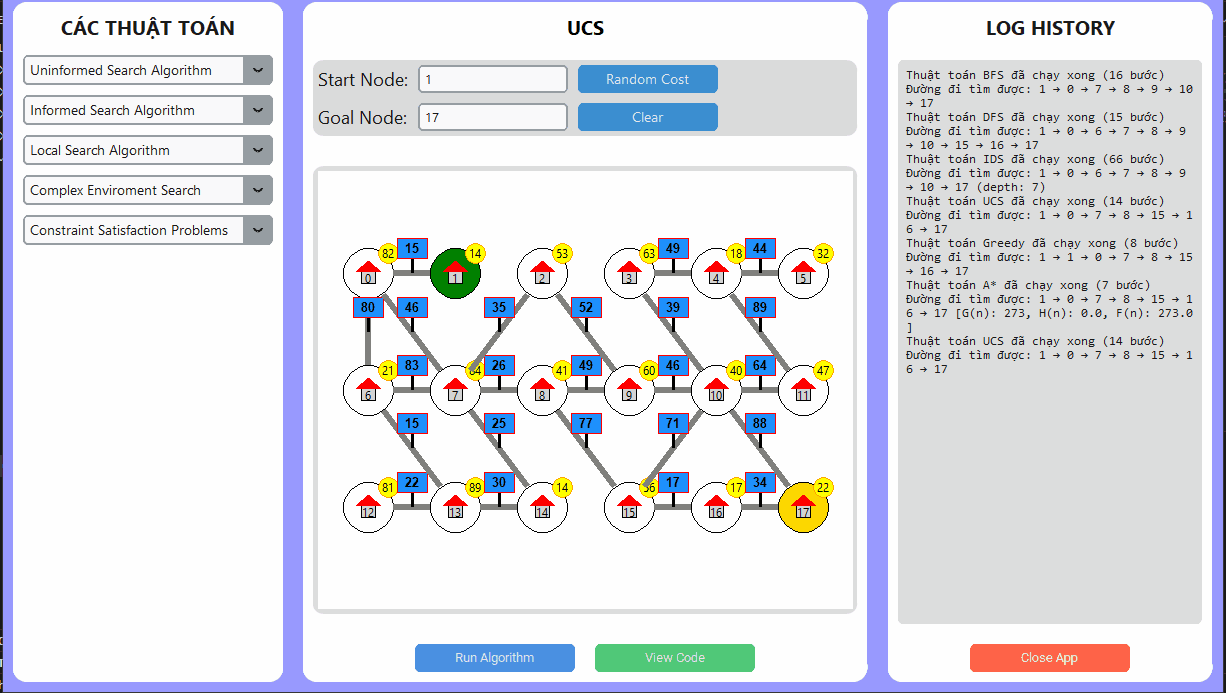 CÁC THUẬT TOÁN
Uninformed Search Algorithm
Informed Search Algorithm
Local Search Algorithm
Complex Enviroment Search
Constraint Satisfaction Problems
UCS
Start Node: 1 Random Cost
Goal Node: 17 Clear
82 15 14 53 63 49 18 44 32
0 1 2 3 4 5
80 46 35 52 39 89
21 83 26 41 49 60 46 40 64 47
6 7 8 9 10 11
15 25 77 71 88
81 22 89 30 14 17 17 34 22
12 13 14 15 16 17
Run Algorithm View Code
LOG HISTORY
Thuật toán BFS đã chạy xong (16 bước)
Đường đi tìm được: 1 → 0 → 7 → 8 → 9 → 10
→ 17
Thuật toán DFS đã chạy xong (15 bước)
Đường đi tìm được: 1 → 0 → 6 → 7 → 8 → 9
→ 10 → 15 → 16 → 17
Thuật toán IDS đã chạy xong (66 bước)
Đường đi tìm được: 1 → 0 → 6 → 7 → 8 → 9
→ 10 → 17 (depth: 7)
Thuật toán UCS đã chạy xong (14 bước)
Đường đi tìm được: 1 → 0 → 7 → 8 → 15 → 1
6 → 17
Thuật toán Greedy đã chạy xong (8 bước)
Đường đi tìm được: 1 → 1 → 0 → 7 → 8 → 15
→ 16 → 17
Thuật toán A* đã chạy xong (7 bước)
Đường đi tìm được: 1 → 0 → 7 → 8 → 15 → 1
6 → 17 [G(n): 273, H(n): 0.0, F(n): 273.0
]
Thuật toán UCS đã chạy xong (14 bước)
Đường đi tìm được: 1 → 0 → 7 → 8 → 15 → 1
6 → 17
Close App